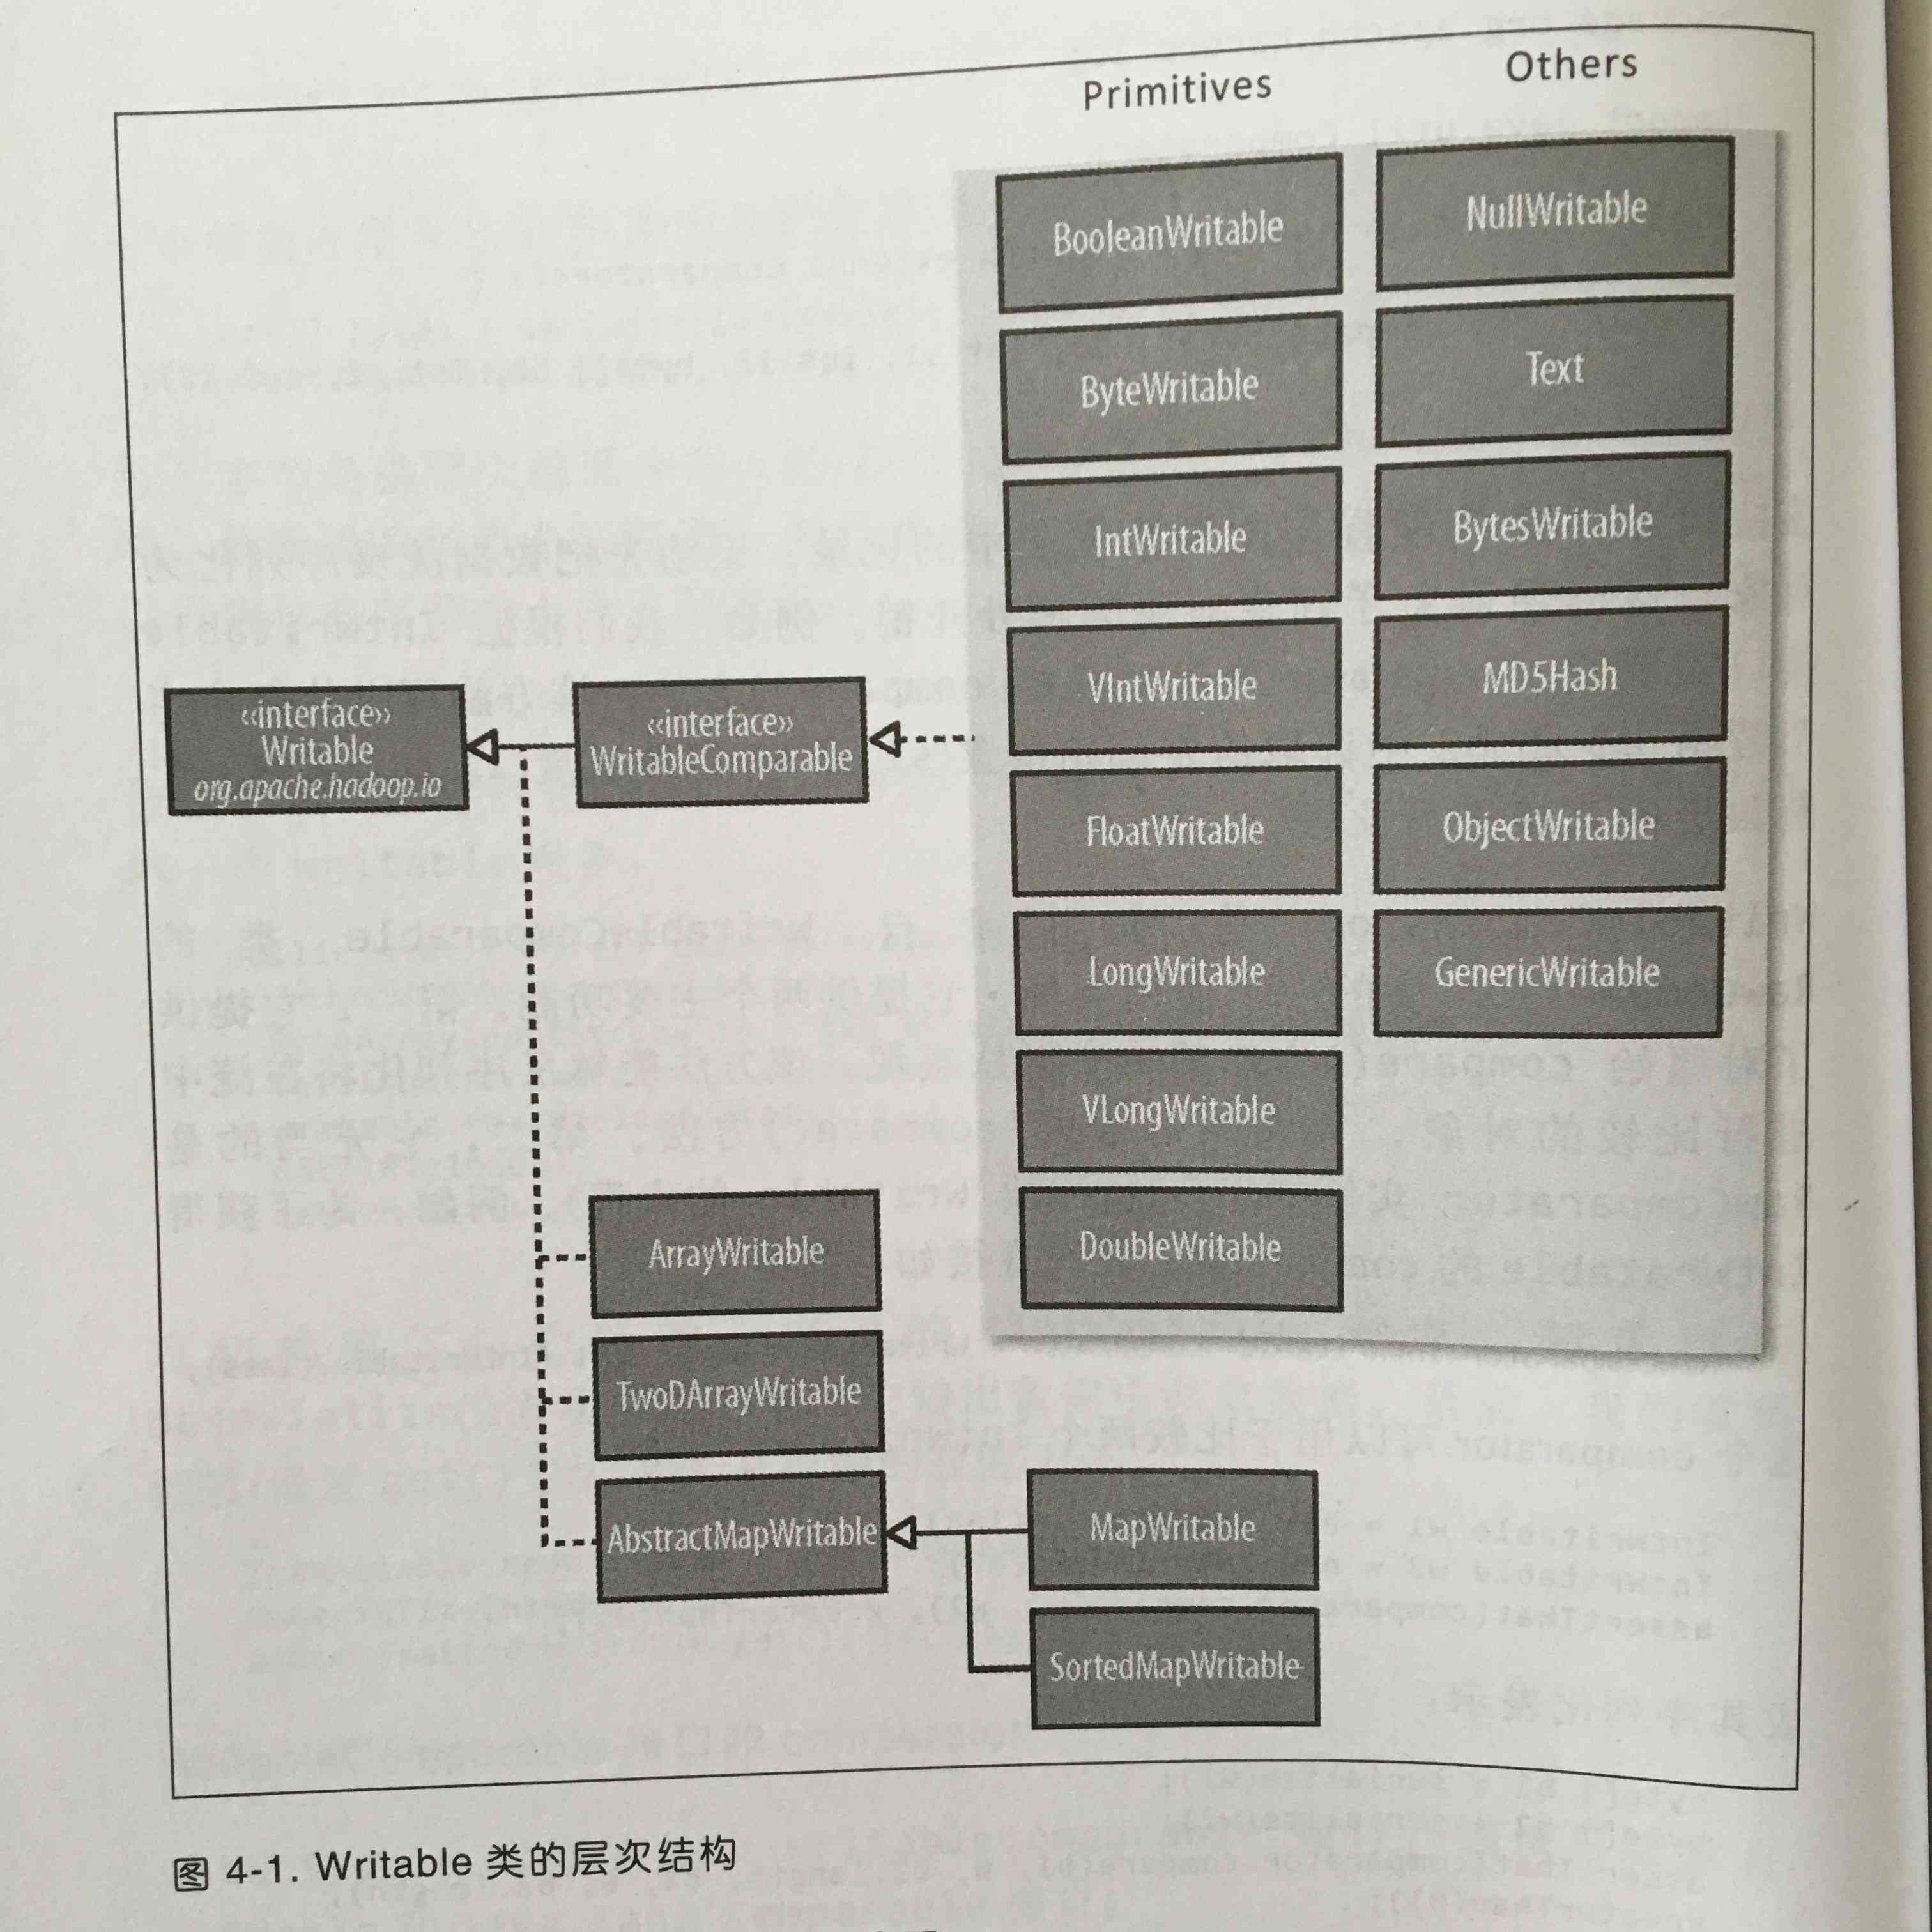 Primitives
Others
BooleanWritable
NullWritable
ByteWritable
Text
IntWritable
BytesWritable
VIntWritable
MD5Hash
«interface»
Writable
org.apache.hadoop.io
«interface»
WritableComparable
FloatWritable
ObjectWritable
LongWritable
GenericWritable
VLongWritable
DoubleWritable
ArrayWritable
TwoDArrayWritable
AbstractMapWritable
MapWritable
SortedMapWritable
图 4-1. Writable 类的层次结构